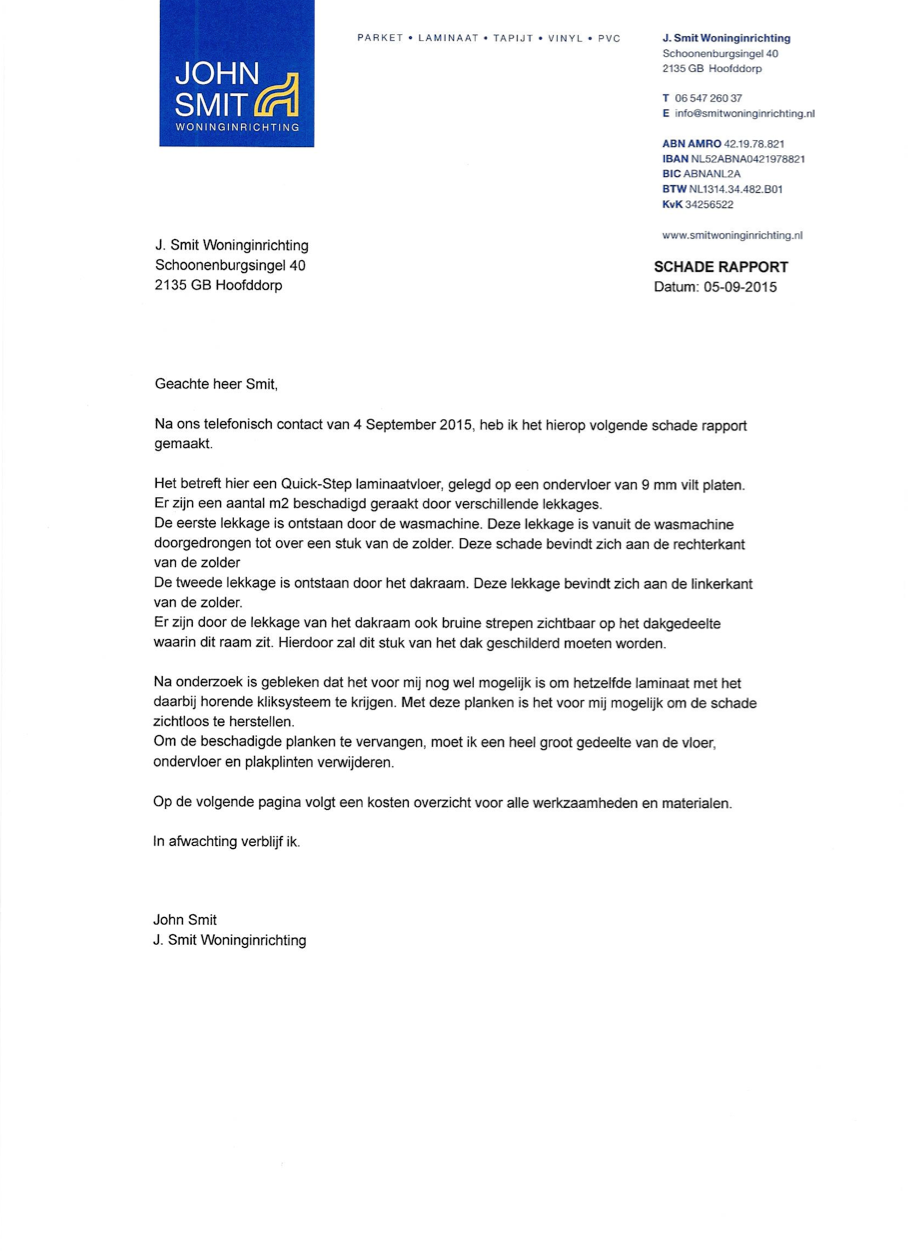 JOHN
SMIT
WONINGINRICHTING
PARKET • LAMINAAT • TAPIJT • VINYL • PVC
J. Smit Woninginrichting
Schoonenburgsingel 40
2135 GB Hoofddorp
T 06 547 260 37
E info@smitwoninginrichting.nl
ABN AMRO 42.19.78.821
IBAN NL52ABNA0421978821
BIC ABNANL2A
BTW NL1314.34.482.B01
KvK 34256522
www.smitwoninginrichting.nl
J. Smit Woninginrichting
Schoonenburgsingel 40
2135 GB Hoofddorp
SCHADE RAPPORT
Datum: 05-09-2015
Geachte heer Smit,
Na ons telefonisch contact van 4 September 2015, heb ik het hierop volgende schade rapport
gemaakt.
Het betreft hier een Quick-Step laminaatvloer, gelegd op een ondervloer van 9 mm vilt platen.
Er zijn een aantal m2 beschadigd geraakt door verschillende lekkages.
De eerste lekkage is ontstaan door de wasmachine. Deze lekkage is vanuit de wasmachine
doorgedrongen tot over een stuk van de zolder. Deze schade bevindt zich aan de rechterkant
van de zolder
De tweede lekkage is ontstaan door het dakraam. Deze lekkage bevindt zich aan de linkerkant
van de zolder.
Er zijn door de lekkage van het dakraam ook bruine strepen zichtbaar op het dakgedeelte
waarin dit raam zit. Hierdoor zal dit stuk van het dak geschilderd moeten worden.
Na onderzoek is gebleken dat het voor mij nog wel mogelijk is om hetzelfde laminaat met het
daarbij horende kliksysteem te krijgen. Met deze planken is het voor mij mogelijk om de schade
zichtloos te herstellen.
Om de beschadigde planken te vervangen, moet ik een heel groot gedeelte van de vloer,
ondervloer en plakplinten verwijderen.
Op de volgende pagina volgt een kosten overzicht voor alle werkzaamheden en materialen.
In afwachting verblijf ik.
John Smit
J. Smit Woninginrichting